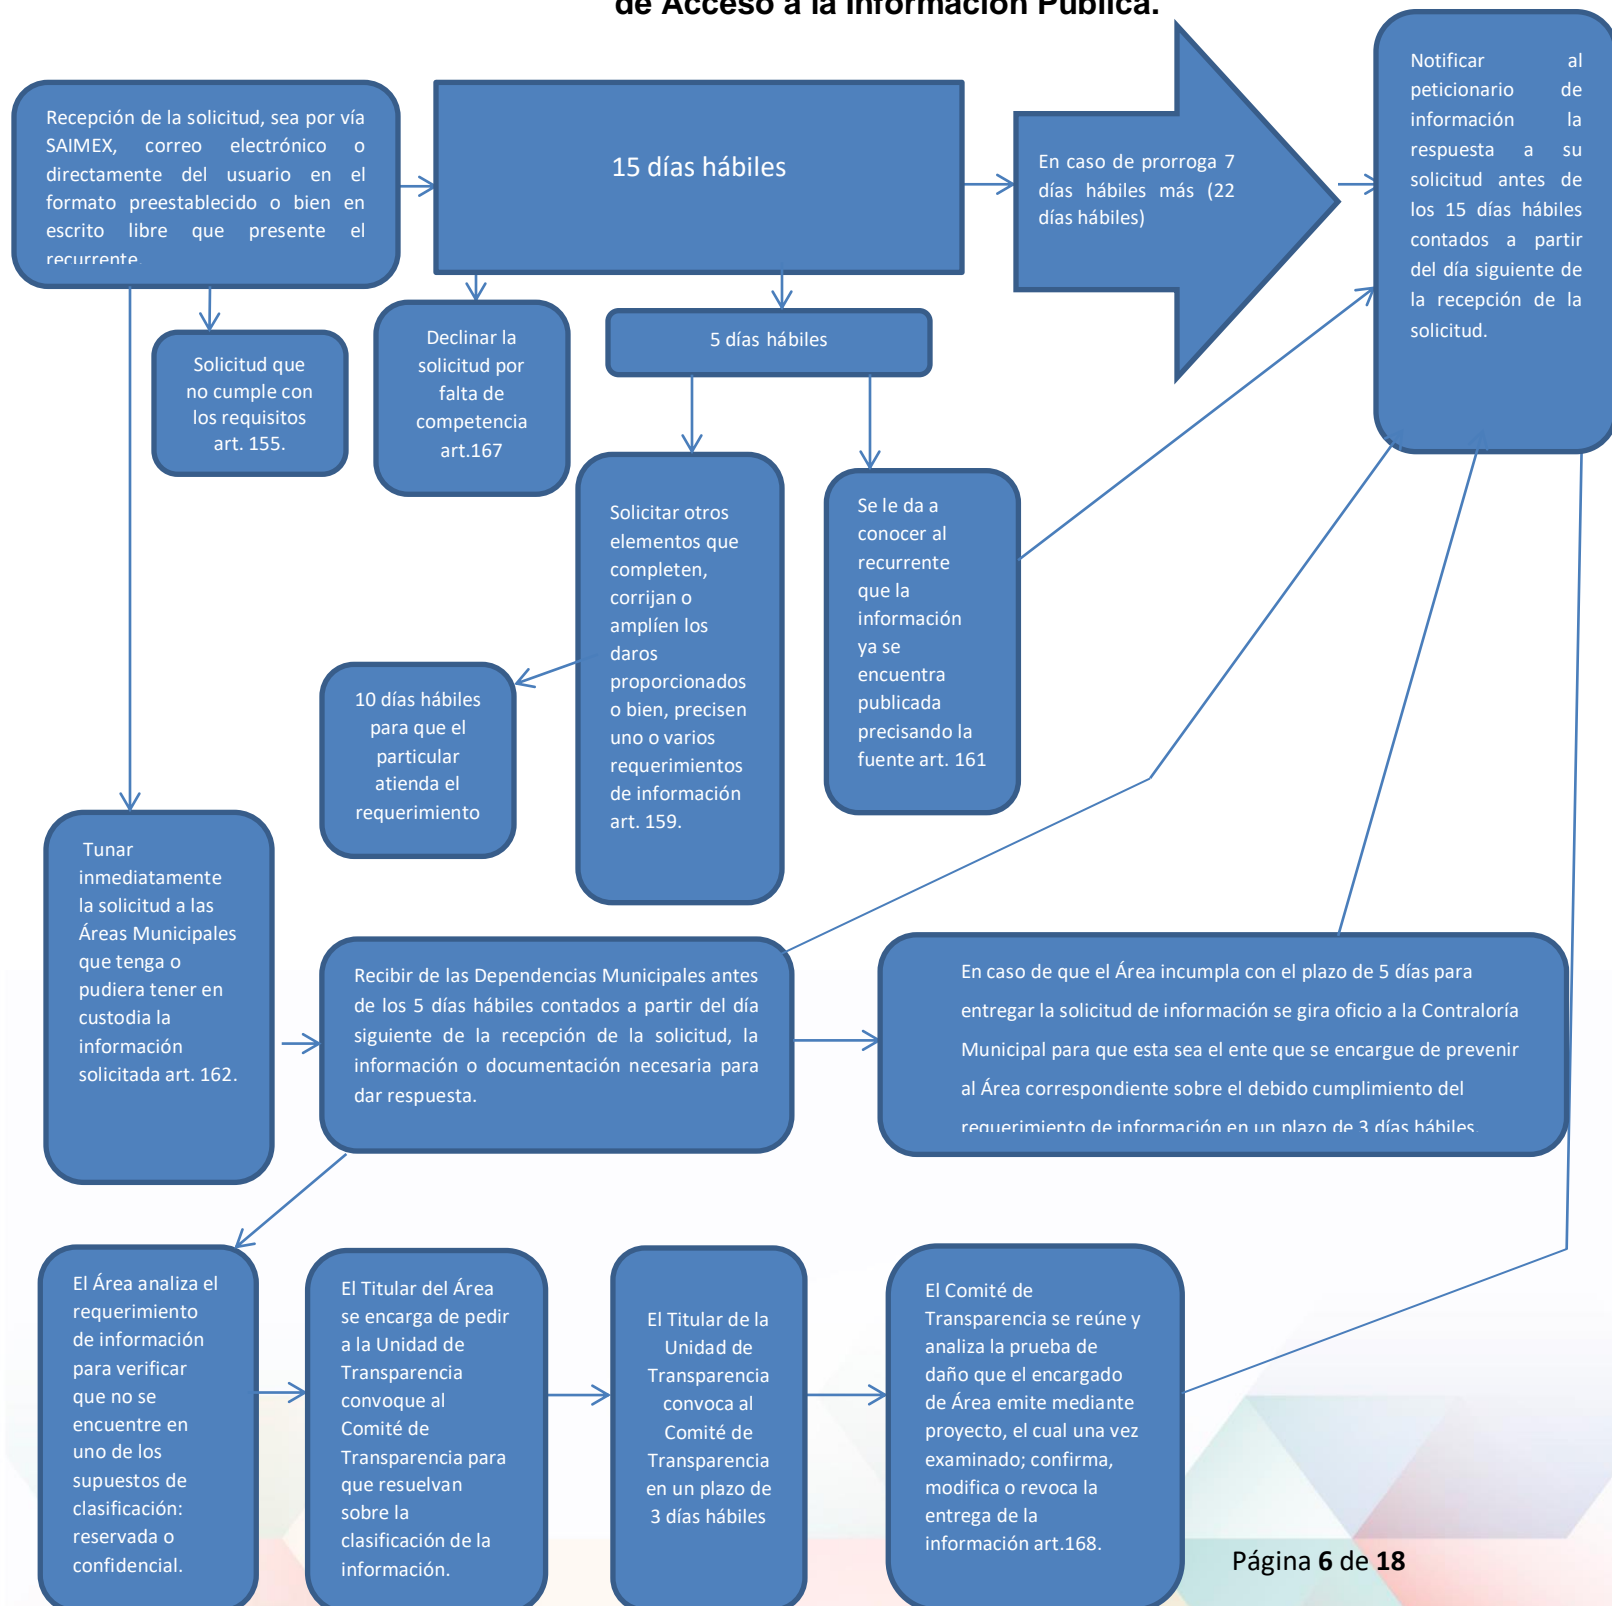 de Acceso a la Información Pública.
Recepción de la solicitud, sea por vía
SAIMEX, correo electrónico o
directamente del usuario en el
formato preestablecido o bien en
escrito libre que presente el
recurrente.
15 días hábiles
En caso de prorroga 7
días hábiles más (22
días hábiles)
Notificar al
peticionario de
información la
respuesta a su
solicitud antes de
los 15 días hábiles
contados a partir
del día siguiente de
la recepción de la
solicitud.
Solicitud que
no cumple con
los requisitos
art. 155.
Declinar la
solicitud por
falta de
competencia
art.167
5 días hábiles
Solicitar otros
elementos que
completen,
corrijan o
amplíen los
daros
proporcionados
o bien, precisen
uno o varios
requerimientos
de información
art. 159.
Se le da a
conocer al
recurrente
que la
información
ya se
encuentra
publicada
precisando la
fuente art. 161
10 días hábiles
para que el
particular
atienda el
requerimiento
Tunar
inmediatamente
la solicitud a las
Áreas Municipales
que tenga o
pudiera tener en
custodia la
información
solicitada art. 162.
Recibir de las Dependencias Municipales antes
de los 5 días hábiles contados a partir del día
siguiente de la recepción de la solicitud, la
información o documentación necesaria para
dar respuesta.
En caso de que el Área incumpla con el plazo de 5 días para
entregar la solicitud de información se gira oficio a la Contraloría
Municipal para que esta sea el ente que se encargue de prevenir
al Área correspondiente sobre el debido cumplimiento del
requerimiento de información en un plazo de 3 días hábiles.
El Área analiza el
requerimiento
de información
para verificar
que no se
encuentre en
uno de los
supuestos de
clasificación:
reservada o
confidencial.
El Titular del Área
se encarga de pedir
a la Unidad de
Transparencia
convoque al
Comité de
Transparencia para
que resuelvan
sobre la
clasificación de la
información.
El Titular de la
Unidad de
Transparencia
convoca al
Comité de
Transparencia
en un plazo de
3 días hábiles
El Comité de
Transparencia se reúne y
analiza la prueba de
daño que el encargado
de Área emite mediante
proyecto, el cual una vez
examinado; confirma,
modifica o revoca la
entrega de la
información art.168.
Página 6 de 18